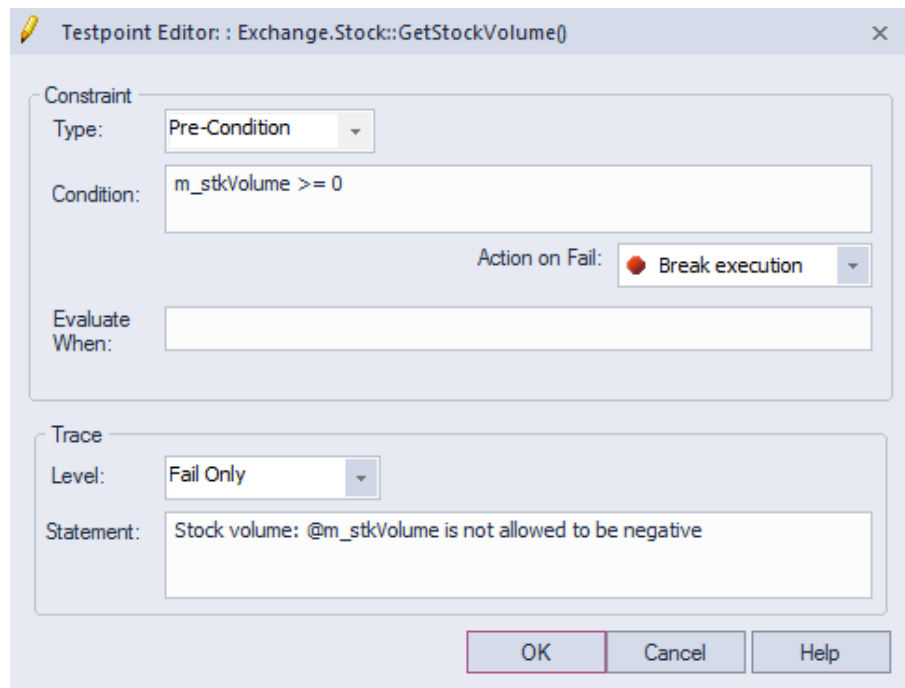 Testpoint Editor: : Exchange.Stock::GetStockVolume()
Constraint
Type: Pre-Condition
Condition: m_stkVolume >= 0
Action on Fail: Break execution
Evaluate
When:
Trace
Level: Fail Only
Statement: Stock volume: @m_stkVolume is not allowed to be negative
OK Cancel Help